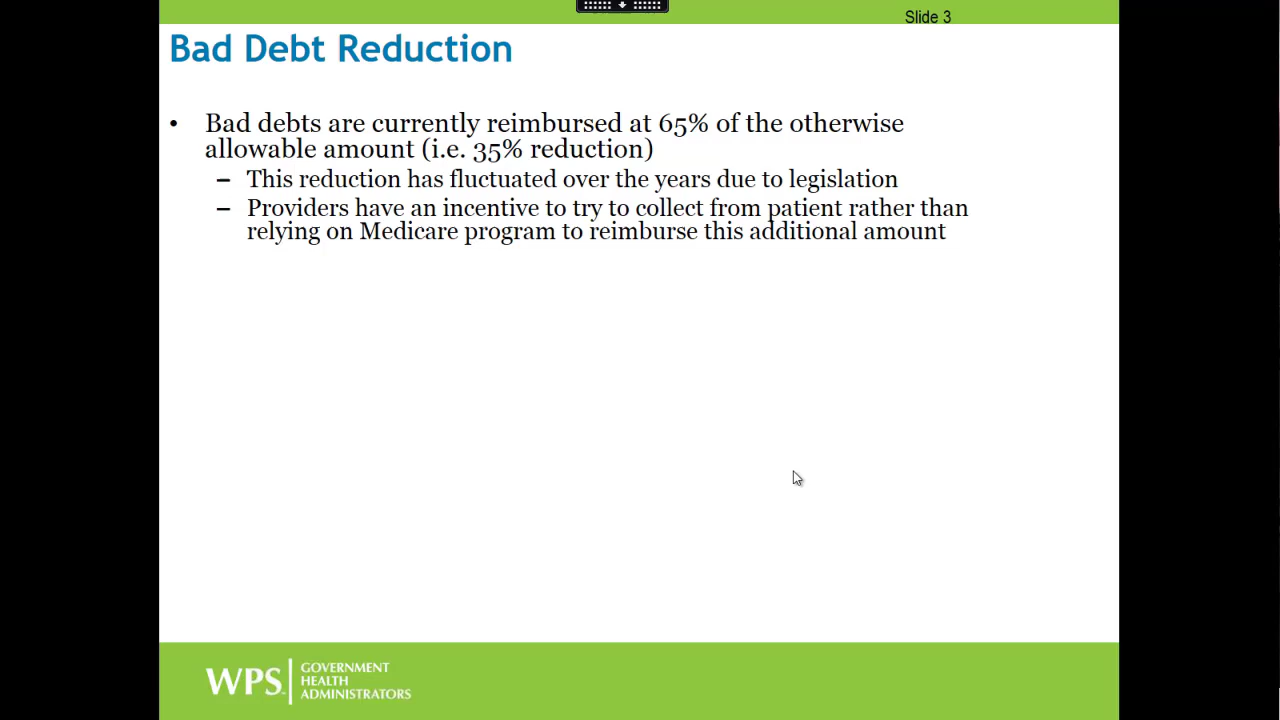 Slide 3
Bad Debt Reduction
• Bad debts are currently reimbursed at 65% of the otherwise
allowable amount (i.e. 35% reduction)
– This reduction has fluctuated over the years due to legislation
– Providers have an incentive to try to collect from patient rather than
relying on Medicare program to reimburse this additional amount
WPS
GOVERNMENT
HEALTH
ADMINISTRATORS